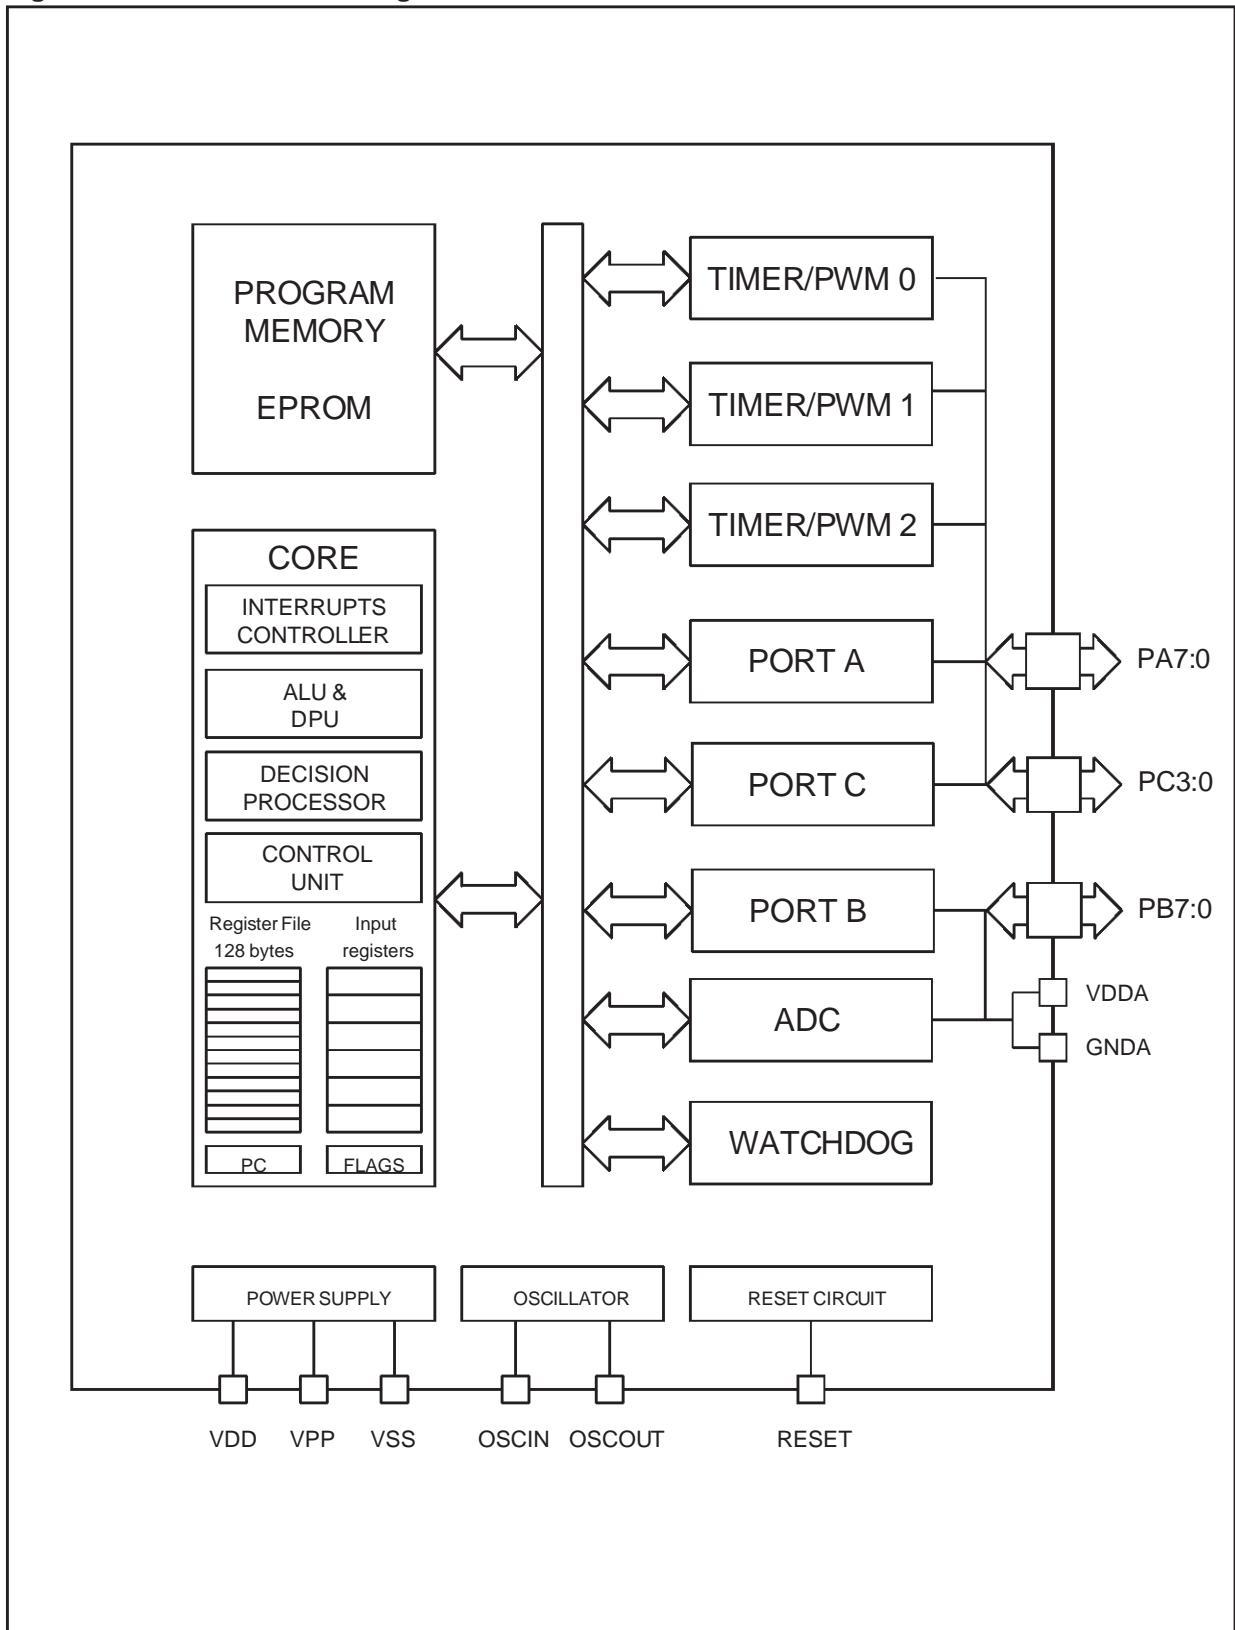 PROGRAM
MEMORY
EPROM
CORE
INTERRUPTS
CONTROLLER
ALU &
DPU
DECISION
PROCESSOR
CONTROL
UNIT
Register File
128 bytes
Input
registers
PC
FLAGS
TIMER/PWM 0
TIMER/PWM 1
TIMER/PWM 2
PORT A
PORT C
PORT B
ADC
WATCHDOG
PA7:0
PC3:0
PB7:0
VDDA
GNDA
POWER SUPPLY
OSCILLATOR
RESET CIRCUIT
VDD
VPP
VSS
OSCIN
OSCOUT
RESET